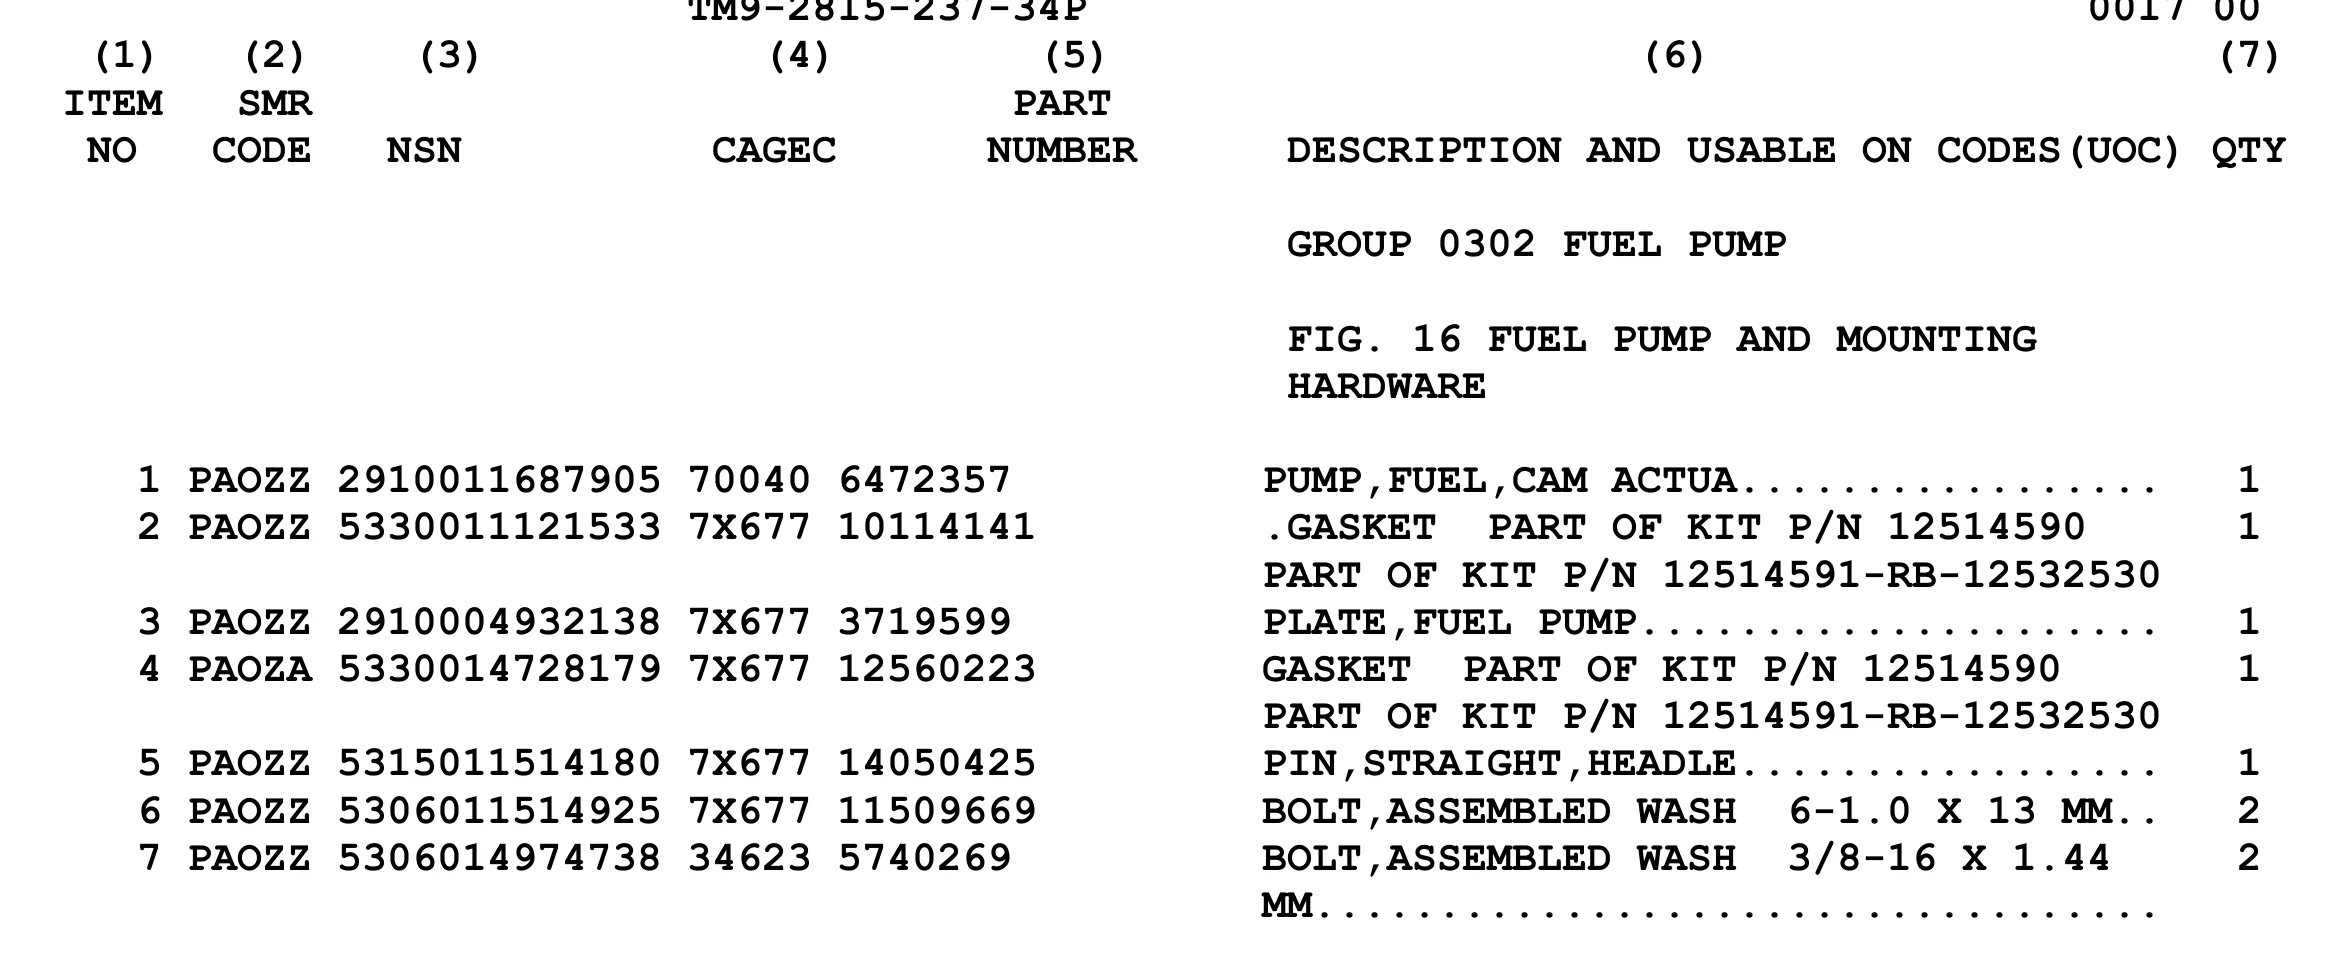 TM9-2815-237-34P 0017 00
(1) (2) (3) (4) (5) (6) (7)
ITEM SMR PART
NO CODE NSN CAGEC NUMBER DESCRIPTION AND USABLE ON CODES(UOC) QTY
GROUP 0302 FUEL PUMP
FIG. 16 FUEL PUMP AND MOUNTING
HARDWARE
1 PAOZZ 2910011687905 70040 6472357 PUMP,FUEL,CAM ACTUA................. 1
2 PAOZZ 5330011121533 7X677 10114141 .GASKET  PART OF KIT P/N 12514590 1
PART OF KIT P/N 12514591-RB-12532530
3 PAOZZ 2910004932138 7X677 3719599 PLATE,FUEL PUMP..................... 1
4 PAOZA 5330014728179 7X677 12560223 GASKET  PART OF KIT P/N 12514590 1
PART OF KIT P/N 12514591-RB-12532530
5 PAOZZ 5315011514180 7X677 14050425 PIN,STRAIGHT,HEADLE................. 1
6 PAOZZ 5306011514925 7X677 11509669 BOLT,ASSEMBLED WASH  6-1.0 X 13 MM.. 2
7 PAOZZ 5306014974738 34623 5740269 BOLT,ASSEMBLED WASH  3/8-16 X 1.44 2
MM..................................